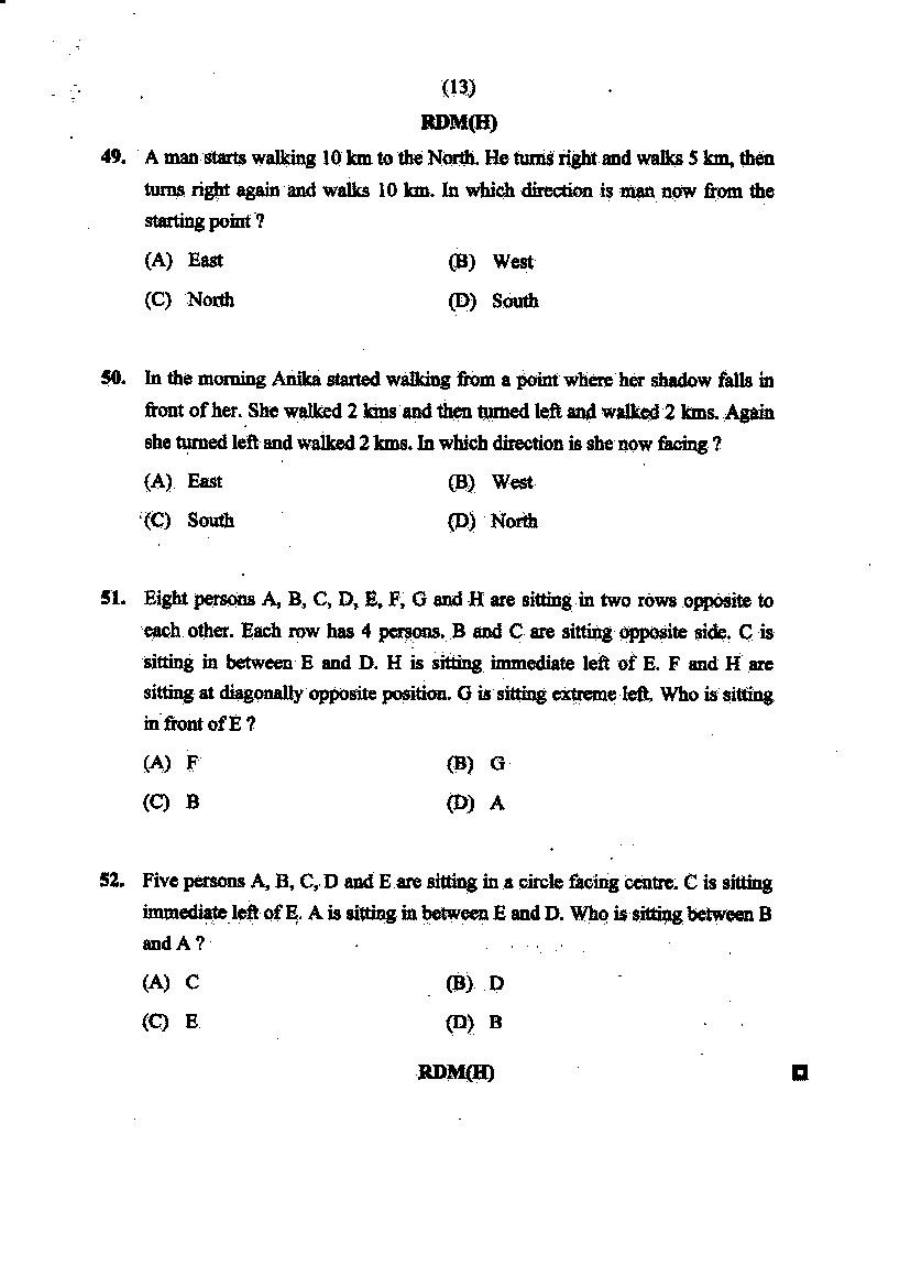 (13)
RDM(H)
49. A man starts walking 10 km to the North. He turns right and walks 5 km, then
turns right again and walks 10 km. In which direction is man now from the
starting point ?
(A) East (B) West
(C) North (D) South
50. In the morning Anika started walking from a point where her shadow falls in
front of her. She walked 2 kms and then turned left and walked 2 kms. Again
she turned left and walked 2 kms. In which direction is she now facing ?
(A) East (B) West
(C) South (D) North
51. Eight persons A, B, C, D, E, F, G and H are sitting in two rows opposite to
each other. Each row has 4 persons. B and C are sitting opposite side. C is
sitting in between E and D. H is sitting immediate left of E. F and H are
sitting at diagonally opposite position. G is sitting extreme left. Who is sitting
in front of E ?
(A) F (B) G
(C) B (D) A
52. Five persons A, B, C, D and E are sitting in a circle facing centre. C is sitting
immediate left of E. A is sitting in between E and D. Who is sitting between B
and A ?
(A) C (B) D
(C) E (D) B
RDM(H)